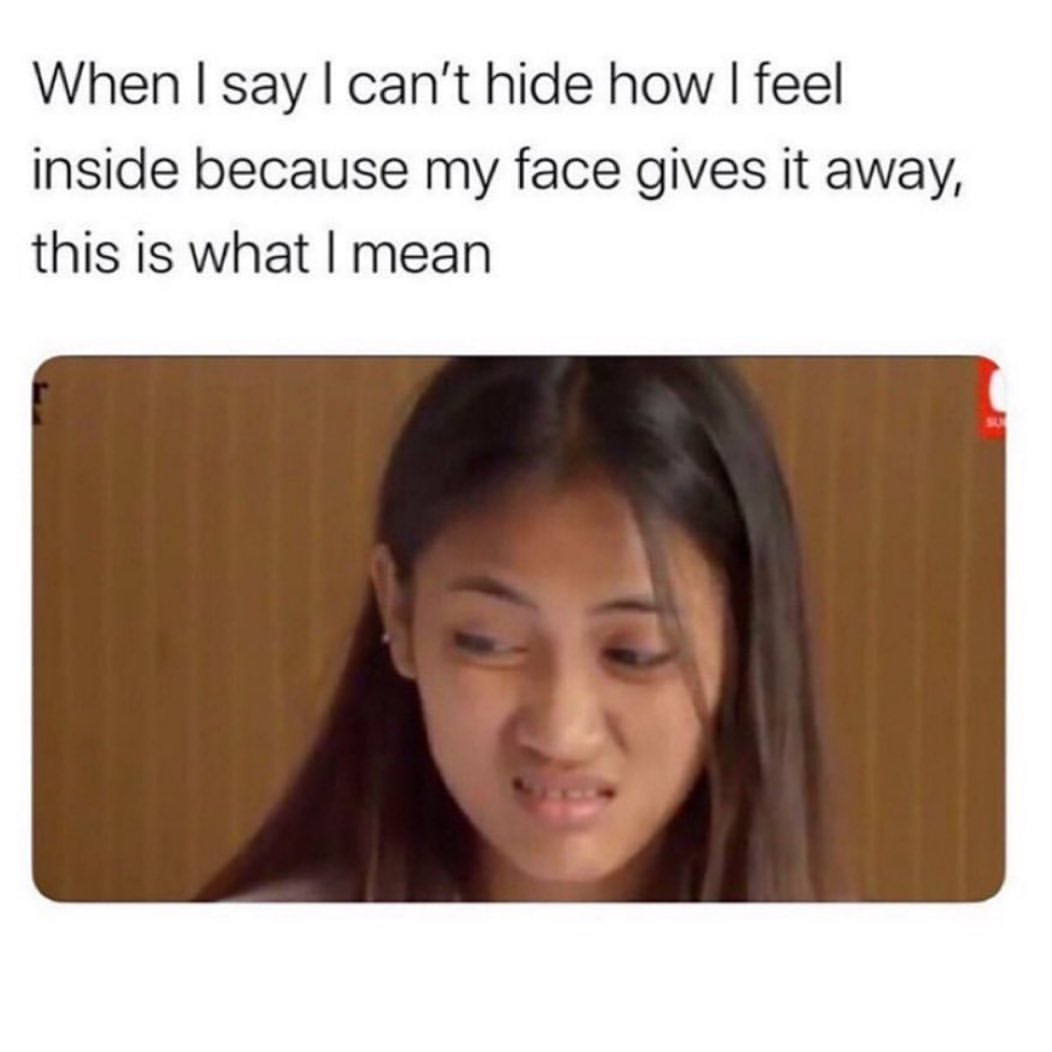 When I say I can’t hide how I feel
inside because my face gives it away,
this is what I mean